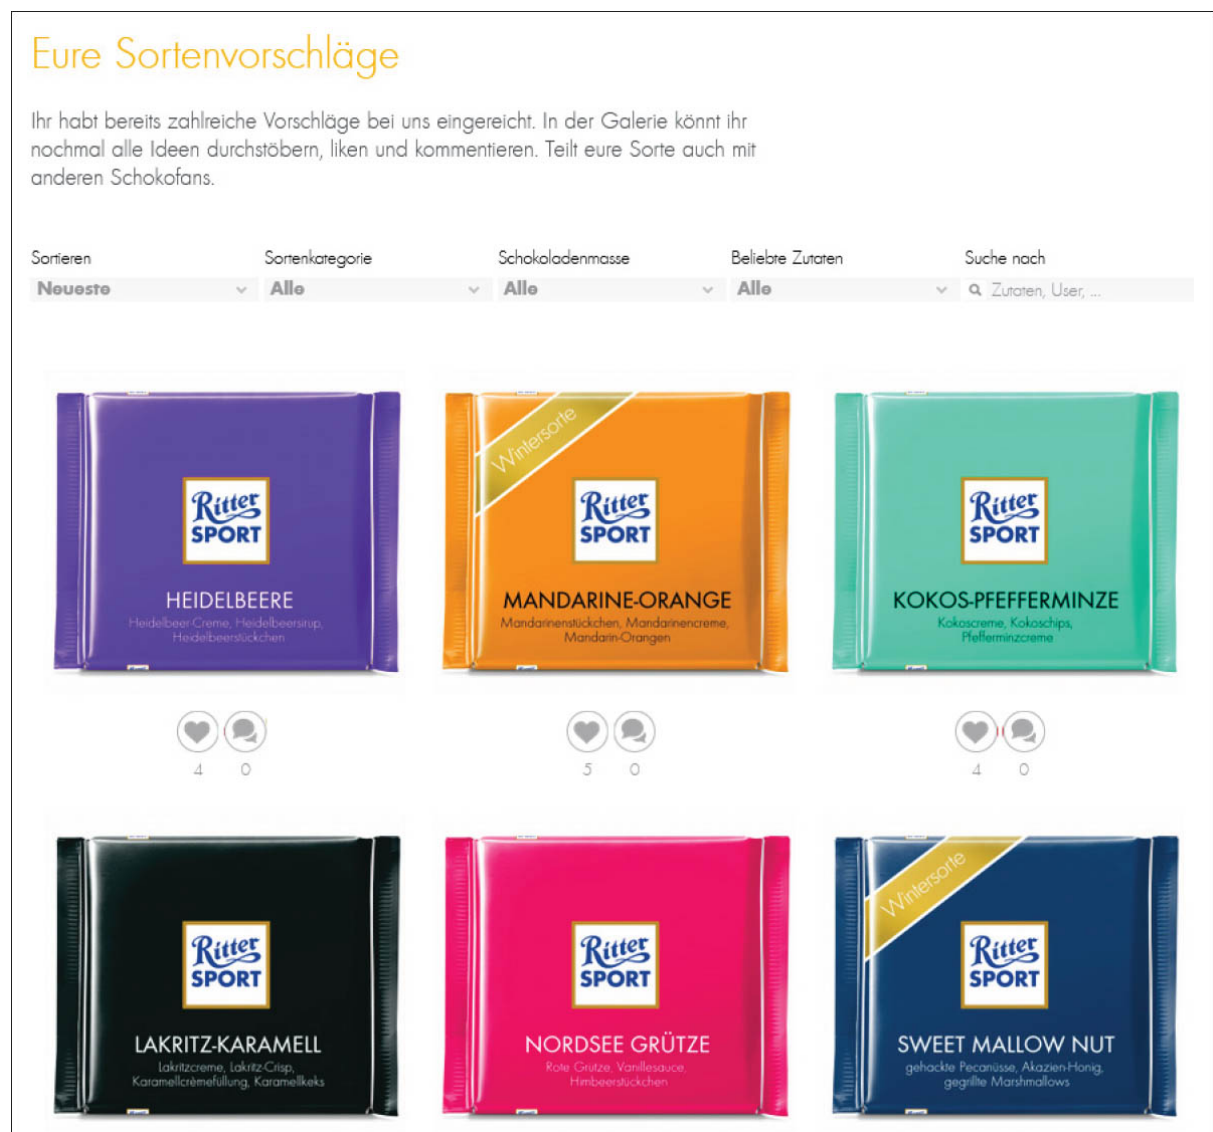 Eure Sortenvorschläge
Ihr habt bereits zahlreiche Vorschläge bei uns eingereicht. In der Galerie könnt ihr
nochmal alle Ideen durchstöbern, liken und kommentieren. Teilt eure Sorte auch mit
anderen Schokofans.
Sortieren Sortenkategorie Schokoladenmasse Beliebte Zutaten Suche nach
Neueste Alle Alle Alle Zutaten, User, ...
Wintersorte
Ritter Ritter Ritter
SPORT SPORT SPORT
HEIDELBEERE MANDARINE-ORANGE KOKOS-PFEFFERMINZE
Heidelbeer-Creme, Heidelbeersirup, Mandarinenstückchen, Mandarinencreme, Kokoscreme, Kokoschips,
Heidelbeerstückchen Mandarin-Orangen Pfefferminzcreme
4 0 5 0 4 0
Wintersorte
Ritter Ritter Ritter
SPORT SPORT SPORT
LAKRITZ-KARAMELL NORDSEE GRÜTZE SWEET MALLOW NUT
Lakritzcreme, Lakritz-Crisp, Rote Grütze, Vanillesauce, gehackte Pecanüsse, Akazien-Honig,
Karamellcrèmefüllung, Karamellkeks Himbeerstückchen gegrillte Marshmallows